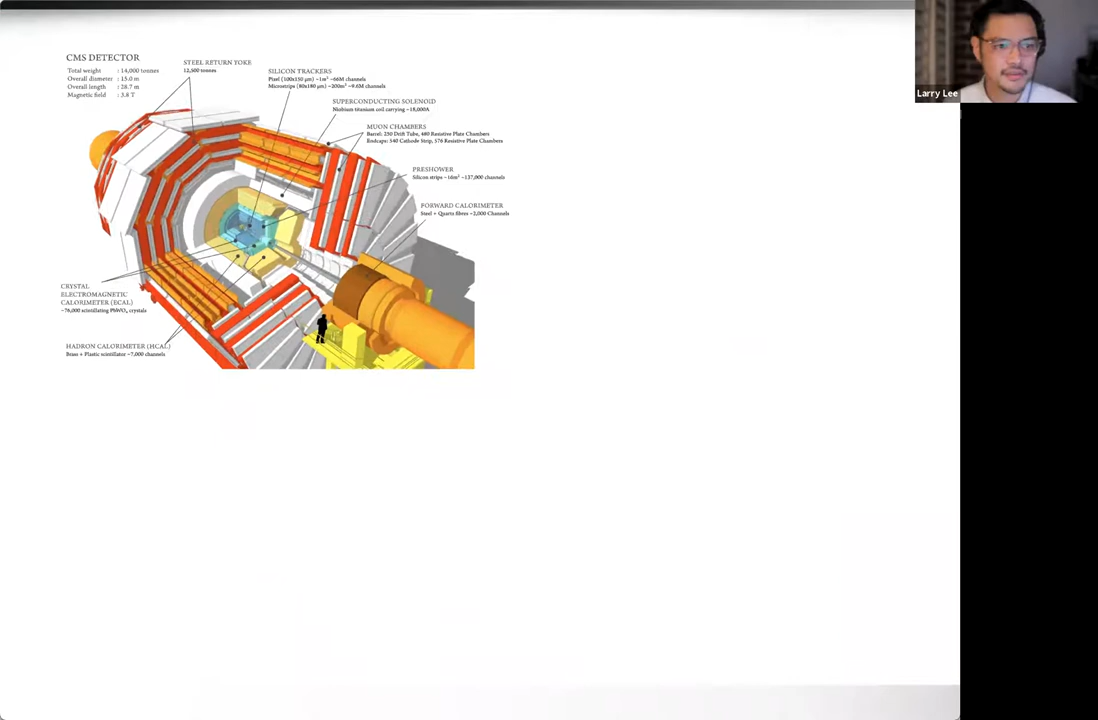 CMS DETECTOR
Total weight : 14,000 tonnes
Overall diameter : 15.0 m
Overall length : 28.7 m
Magnetic field : 3.8 T
STEEL RETURN YOKE
12,500 tonnes
SILICON TRACKERS
Pixel (100x150 μm) ~1m² ~66M channels
Microstrips (80x180 μm) ~200m² ~9.6M channels
SUPERCONDUCTING SOLENOID
Niobium titanium coil carrying ~18,000A
MUON CHAMBERS
Barrel: 250 Drift Tube, 480 Resistive Plate Chambers
Endcaps: 540 Cathode Strip, 576 Resistive Plate Chambers
PRESHOWER
Silicon strips ~16m² ~137,000 channels
FORWARD CALORIMETER
Steel + Quartz fibres ~2,000 Channels
CRYSTAL
ELECTROMAGNETIC
CALORIMETER (ECAL)
~76,000 scintillating PbWO₄ crystals
HADRON CALORIMETER (HCAL)
Brass + Plastic scintillator ~7,000 channels
Larry Lee